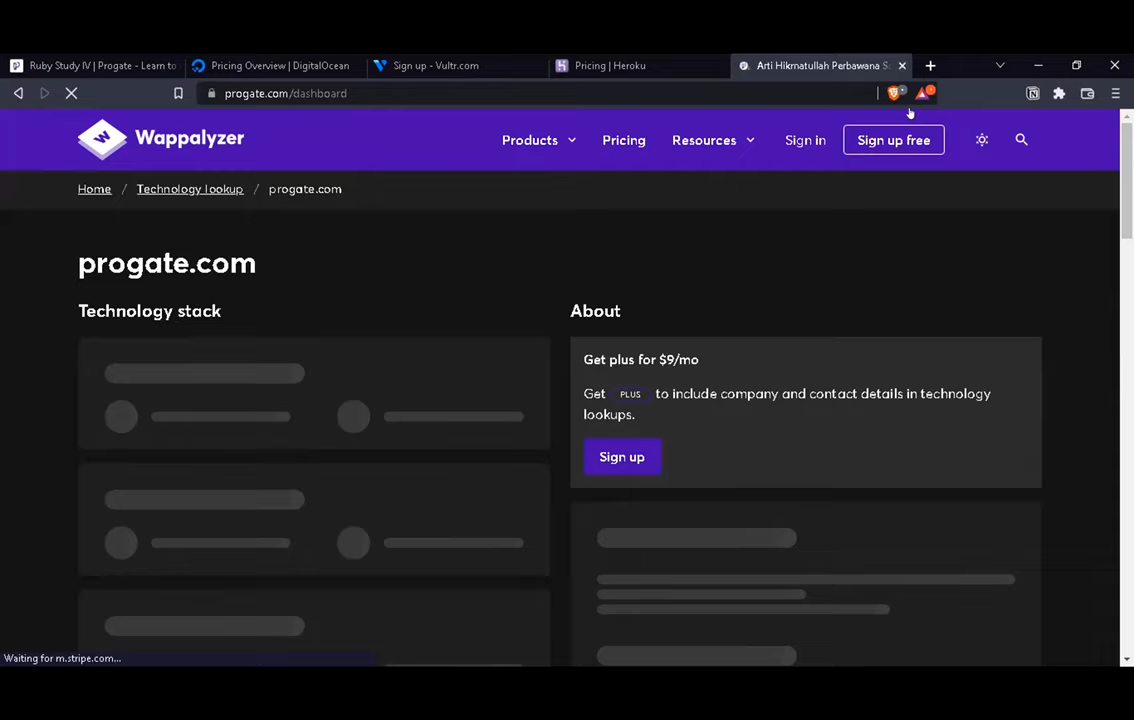 Ruby Study IV | Progate - Learn to
Pricing Overview | DigitalOcean
Sign up - Vultr.com
Pricing | Heroku
Arti Hikmatullah Perbawana S
progate.com/dashboard
Wappalyzer
Products
Pricing
Resources
Sign in
Sign up free
Home / Technology lookup / progate.com
progate.com
Technology stack
About
Get plus for $9/mo
Get PLUS to include company and contact details in technology
lookups.
Sign up
Waiting for m.stripe.com...